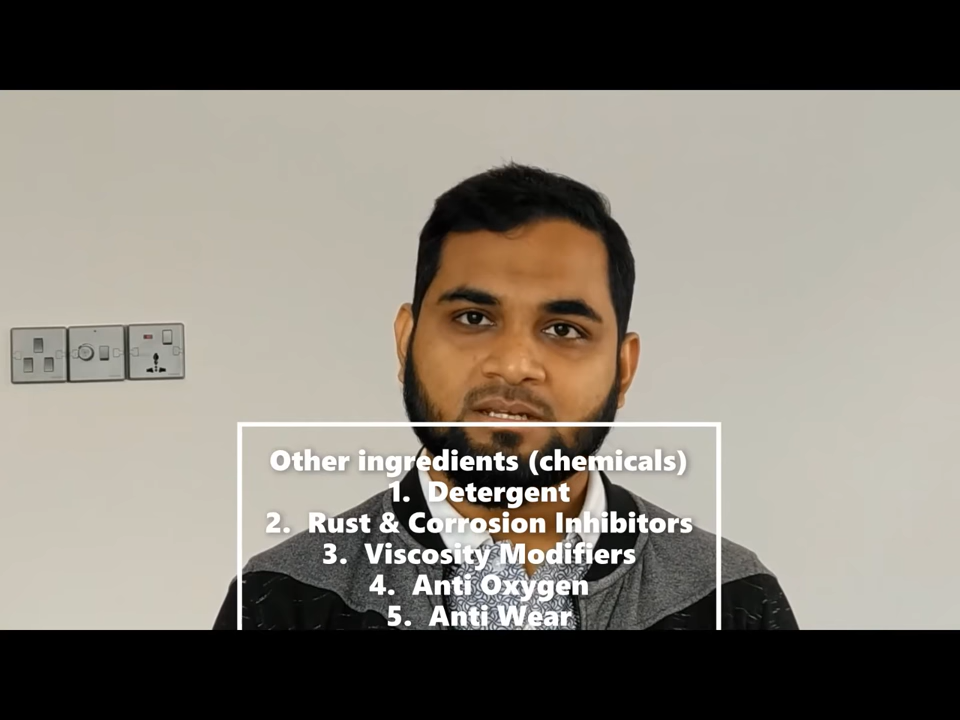 Other ingredients (chemicals)
1. Detergent
2. Rust & Corrosion Inhibitors
3. Viscosity Modifiers
4. Anti Oxygen
5. Anti Wear